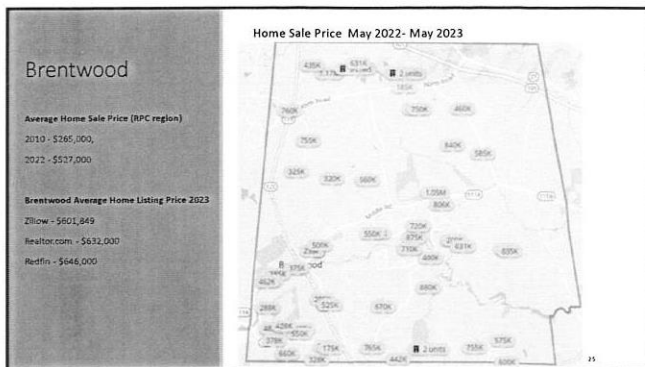 Home Sale Price May 2022- May 2023
Brentwood
Average Home Sale Price (RPC region)
2010 - $265,000,
2022 - $527,000
Brentwood Average Home Listing Price 2023
Zillow - $601,849
Realtor.com - $632,000
Redfin - $646,000
435K
631K
2 units
185K
760K
750K
460K
755K
840K
585K
325K
320K
560K
1.05M
806K
720K
550K
875K
500K
631K
835K
710K
480K
375K
462K
880K
288K
525K
670K
428K
550K
378K
175K
765K
2 units
755K
575K
660K
328K
442K
600K
25